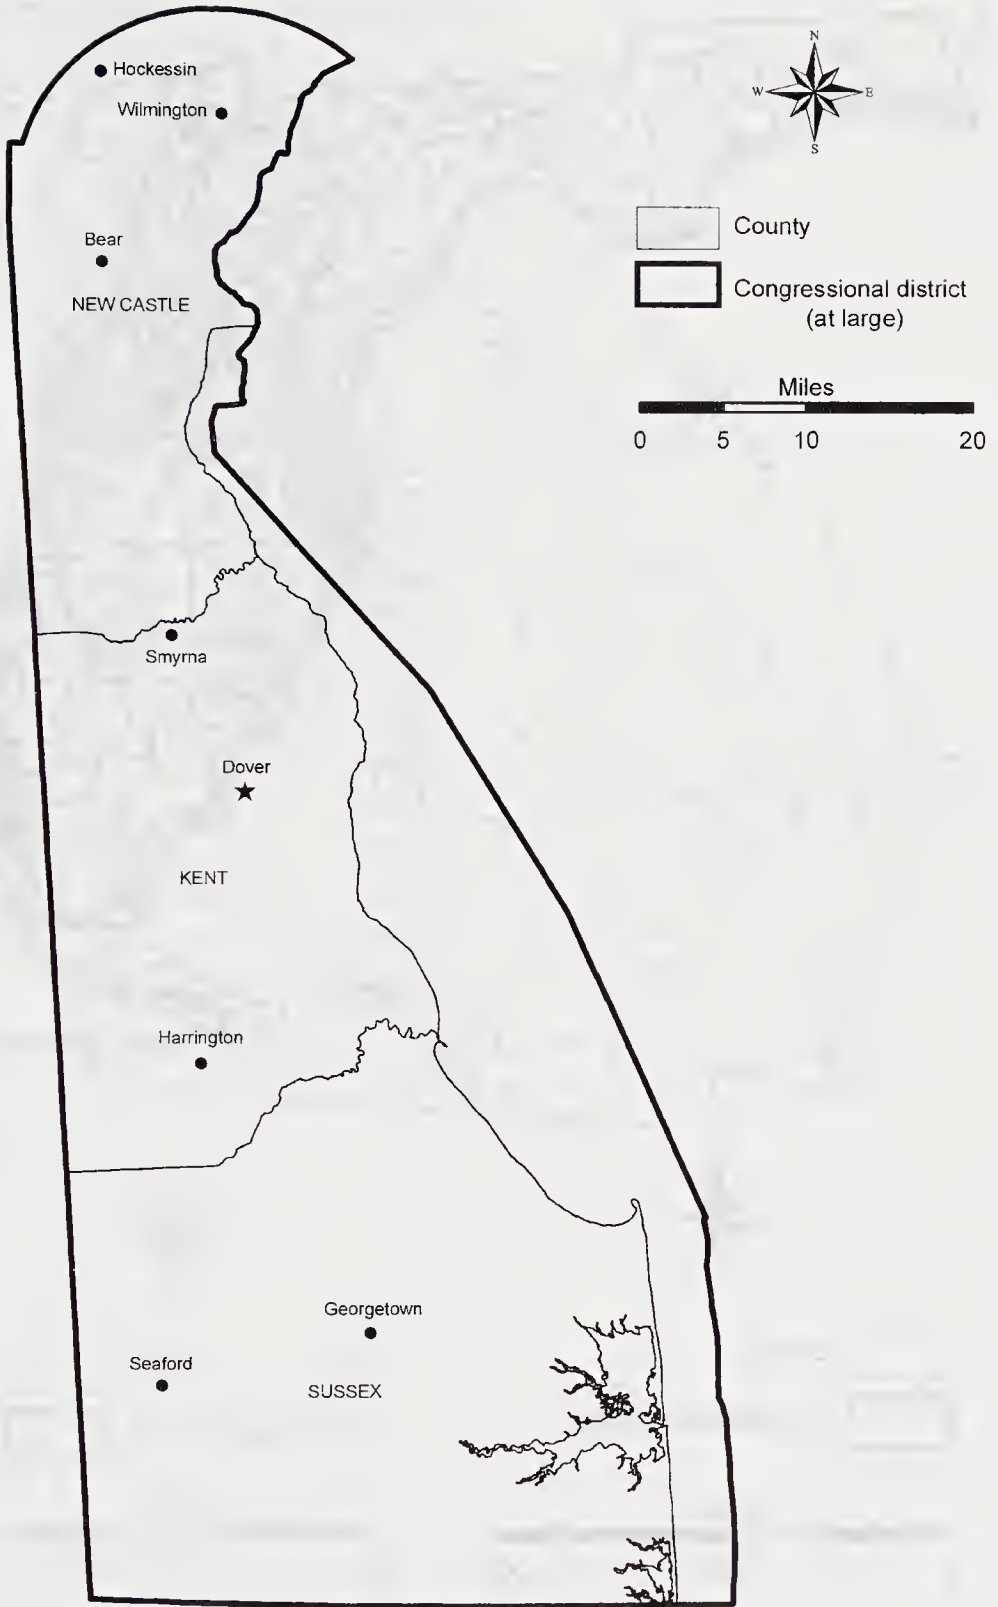 N
Hockessin
W E
Wilmington
S
County
Bear
Congressional district
(at large)
NEW CASTLE
Miles
0 5 10 20
Smyrna
Dover
KENT
Harrington
Georgetown
Seaford
SUSSEX